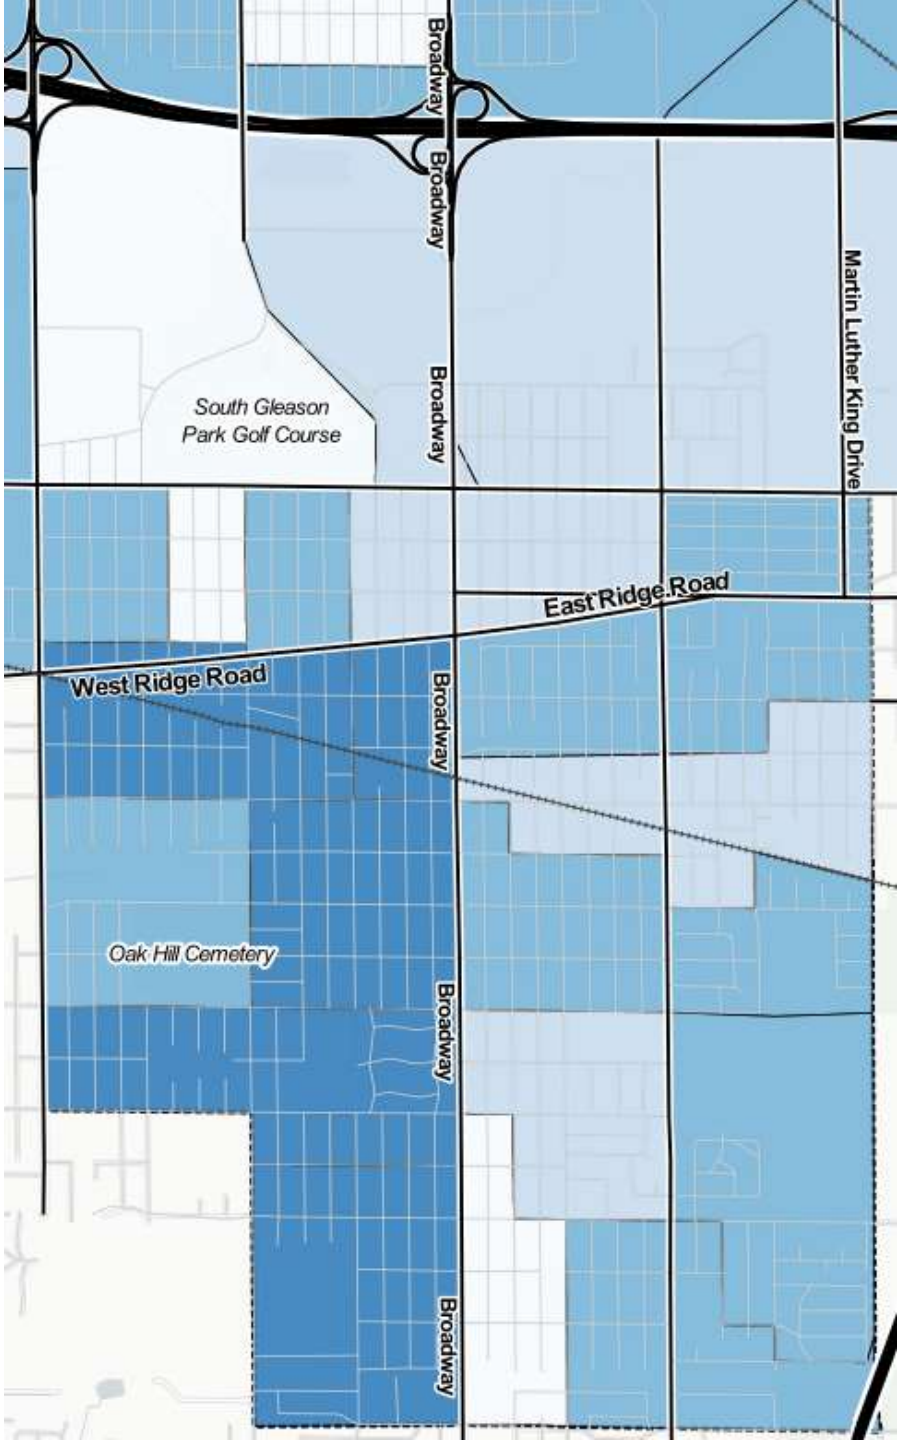 Broadway
Broadway
Martin Luther King Drive
Broadway
South Gleason
Park Golf Course
East Ridge Road
West Ridge Road
Broadway
Oak Hill Cemetery
Broadway
Broadway